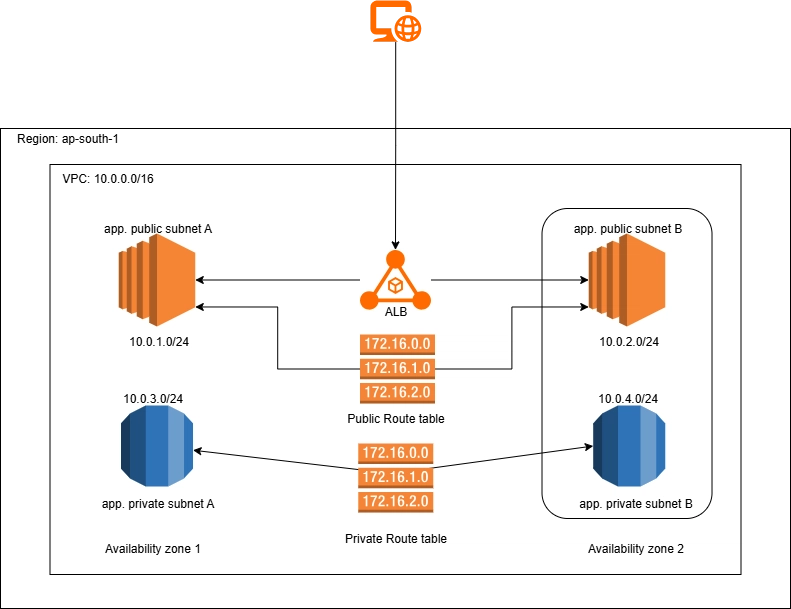 Region: ap-south-1
VPC: 10.0.0.0/16
app. public subnet A
app. public subnet B
ALB
10.0.1.0/24
10.0.2.0/24
172.16.0.0
172.16.1.0
172.16.2.0
Public Route table
10.0.3.0/24
10.0.4.0/24
172.16.0.0
172.16.1.0
172.16.2.0
app. private subnet A
app. private subnet B
Private Route table
Availability zone 1
Availability zone 2